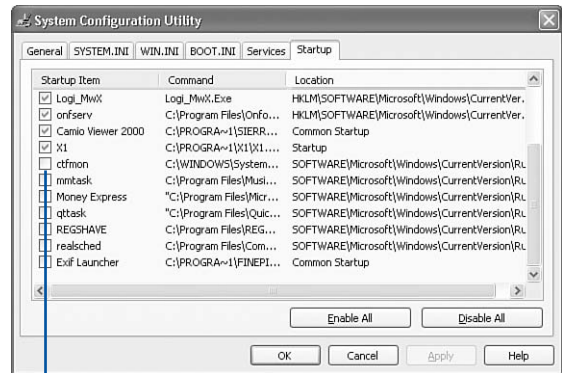 System Configuration Utility
General SYSTEM.INI WIN.INI BOOT.INI Services Startup
Startup Item Command Location
Logi_MwX Logi_MwX.Exe HKLM\SOFTWARE\Microsoft\Windows\CurrentVer.
onfserv C:\Program Files\Onfo... HKLM\SOFTWARE\Microsoft\Windows\CurrentVer.
Camio Viewer 2000 C:\PROGRA~1\SIERR... Common Startup
X1 C:\PROGRA~1\X1\X1.... Startup
ctfmon C:\WINDOWS\System... SOFTWARE\Microsoft\Windows\CurrentVersion\Ru
mmtask C:\Program Files\Musi... SOFTWARE\Microsoft\Windows\CurrentVersion\Ru
Money Express "C:\Program Files\Micr... SOFTWARE\Microsoft\Windows\CurrentVersion\Ru
qttask "C:\Program Files\Quic... SOFTWARE\Microsoft\Windows\CurrentVersion\Ru
REGSHAVE C:\Program Files\REG... SOFTWARE\Microsoft\Windows\CurrentVersion\Ru
realsched C:\Program Files\Com... SOFTWARE\Microsoft\Windows\CurrentVersion\Ru
Exif Launcher C:\PROGRA~1\FINEPI... Common Startup
Enable All Disable All
OK Cancel Apply Help